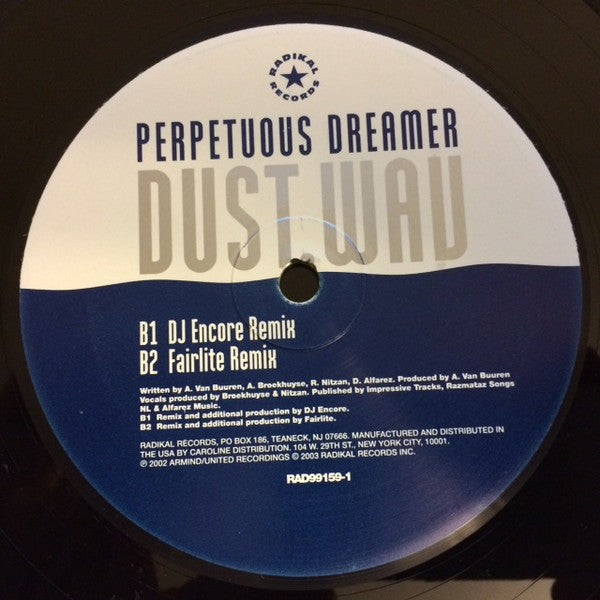 RADIKAL RECORDS
PERPETUOUS DREAMER
DUST.WAV
B1 DJ Encore Remix
B2 Fairlite Remix
Written by A. Van Buuren, A. Broekhuyse, R. Nitzan, D. Alfarez. Produced by A. Van Buuren
Vocals produced by Broekhuyse & Nitzan. Published by Impressive Tracks, Razmataz Songs
NL & Alfarez Music.
B1 Remix and additional production by DJ Encore.
B2 Remix and additional production by Fairlite.
RADIKAL RECORDS, PO BOX 186, TEANECK, NJ 07666. MANUFACTURED AND DISTRIBUTED IN
THE USA BY CAROLINE DISTRIBUTION. 104 W. 29TH ST., NEW YORK CITY, 10001.
℗ 2002 ARMIND/UNITED RECORDINGS © 2003 RADIKAL RECORDS INC.
RAD99159-1